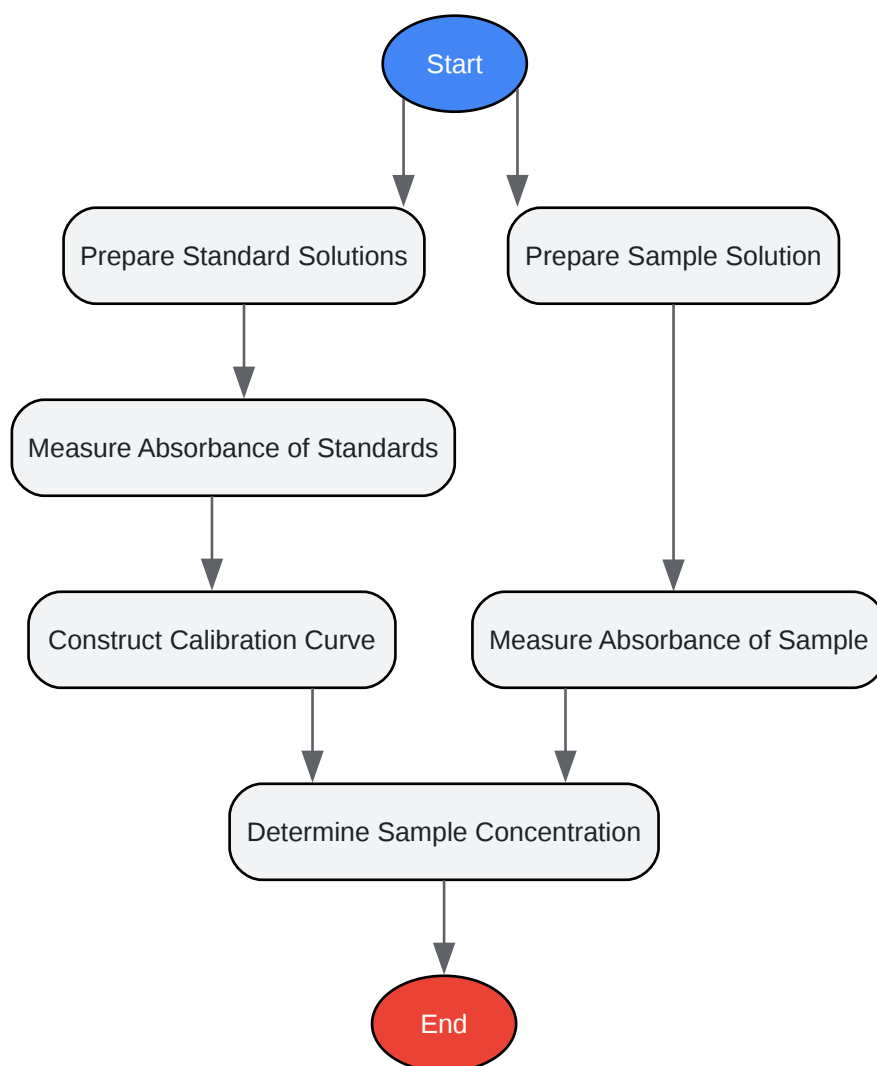 Start
Prepare Standard Solutions
Prepare Sample Solution
Measure Absorbance of Standards
Construct Calibration Curve
Measure Absorbance of Sample
Determine Sample Concentration
End